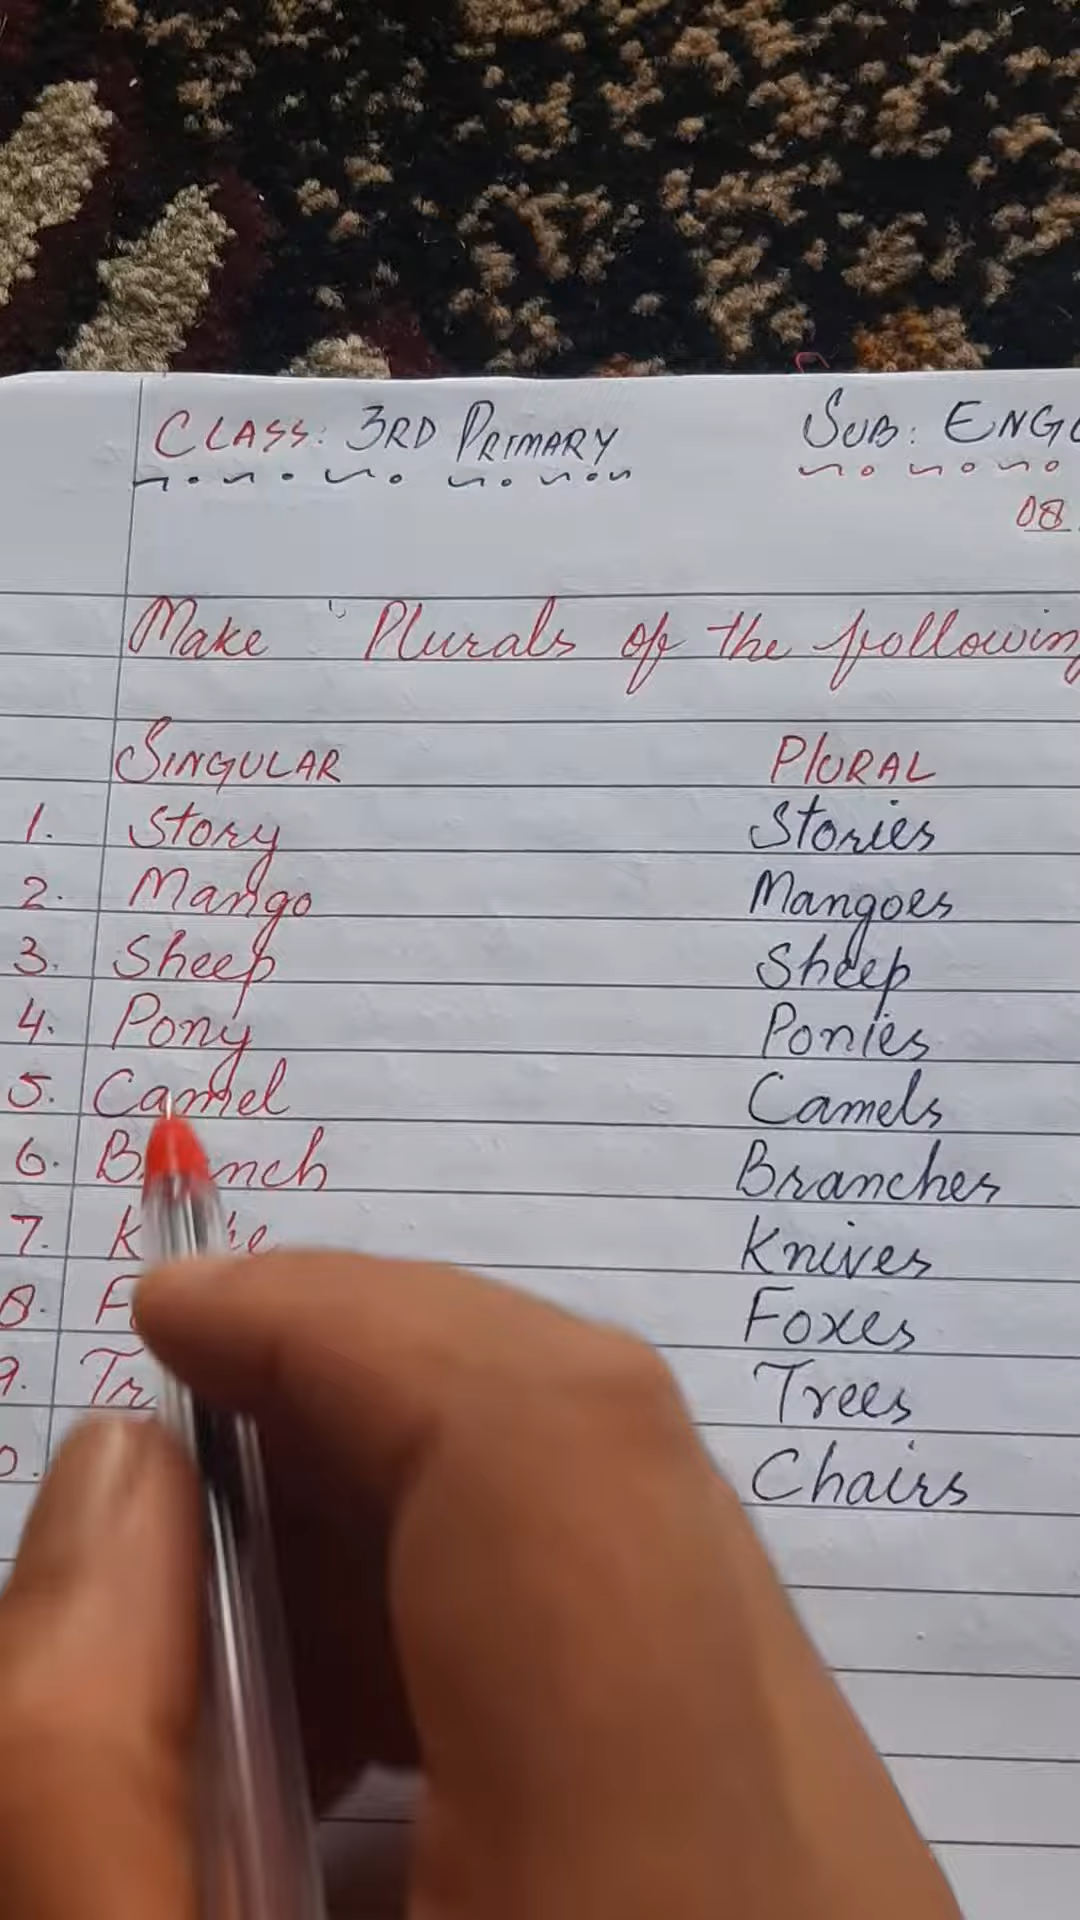 CLASS: 3RD PRIMARY SUB:
08
Make Plurals of the following
SINGULAR PLURAL
1. Story Stories
2. Mango Mangoes
3. Sheep Sheep
4. Pony Ponies
5. Camel Camels
6. Branches
7. Knives
8. Foxes
9. Trees
Chairs